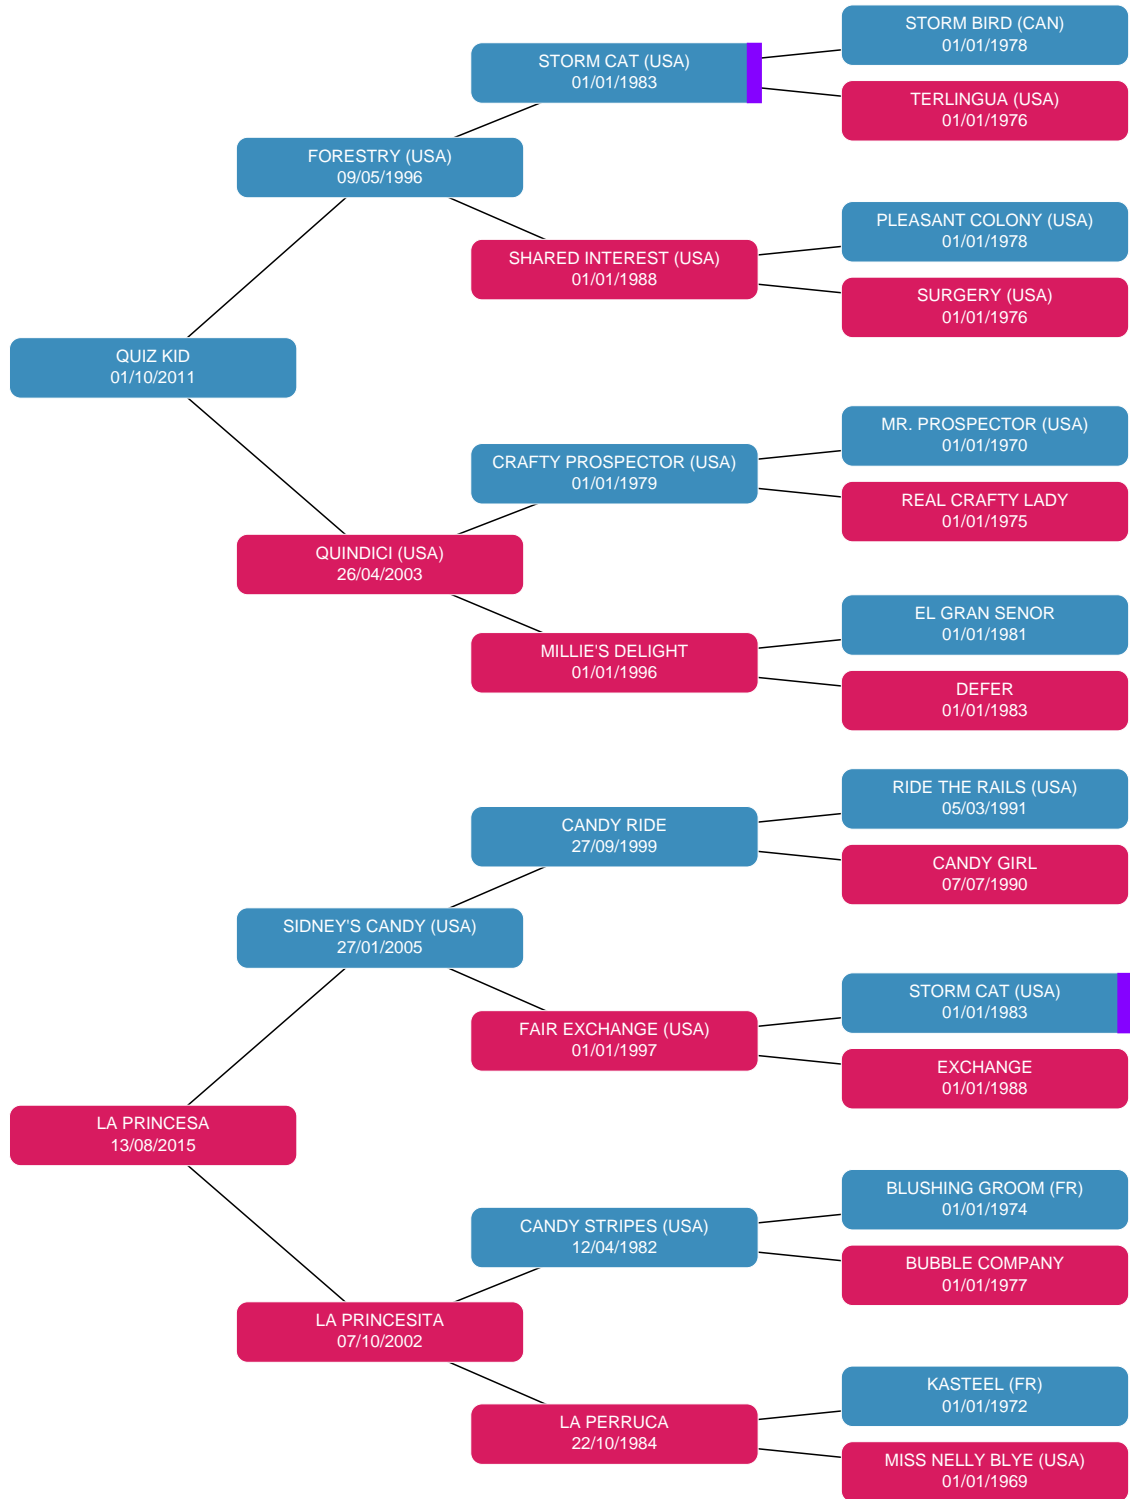 STORM BIRD (CAN)
01/01/1978
STORM CAT (USA)
01/01/1983
TERLINGUA (USA)
01/01/1976
FORESTRY (USA)
09/05/1996
PLEASANT COLONY (USA)
01/01/1978
SHARED INTEREST (USA)
01/01/1988
SURGERY (USA)
01/01/1976
QUIZ KID
01/10/2011
MR. PROSPECTOR (USA)
01/01/1970
CRAFTY PROSPECTOR (USA)
01/01/1979
REAL CRAFTY LADY
01/01/1975
QUINDICI (USA)
26/04/2003
EL GRAN SENOR
01/01/1981
MILLIE'S DELIGHT
01/01/1996
DEFER
01/01/1983
RIDE THE RAILS (USA)
05/03/1991
CANDY RIDE
27/09/1999
CANDY GIRL
07/07/1990
SIDNEY'S CANDY (USA)
27/01/2005
STORM CAT (USA)
01/01/1983
FAIR EXCHANGE (USA)
01/01/1997
EXCHANGE
01/01/1988
LA PRINCESA
13/08/2015
BLUSHING GROOM (FR)
01/01/1974
CANDY STRIPES (USA)
12/04/1982
BUBBLE COMPANY
01/01/1977
LA PRINCESITA
07/10/2002
KASTEEL (FR)
01/01/1972
LA PERRUCA
22/10/1984
MISS NELLY BLYE (USA)
01/01/1969